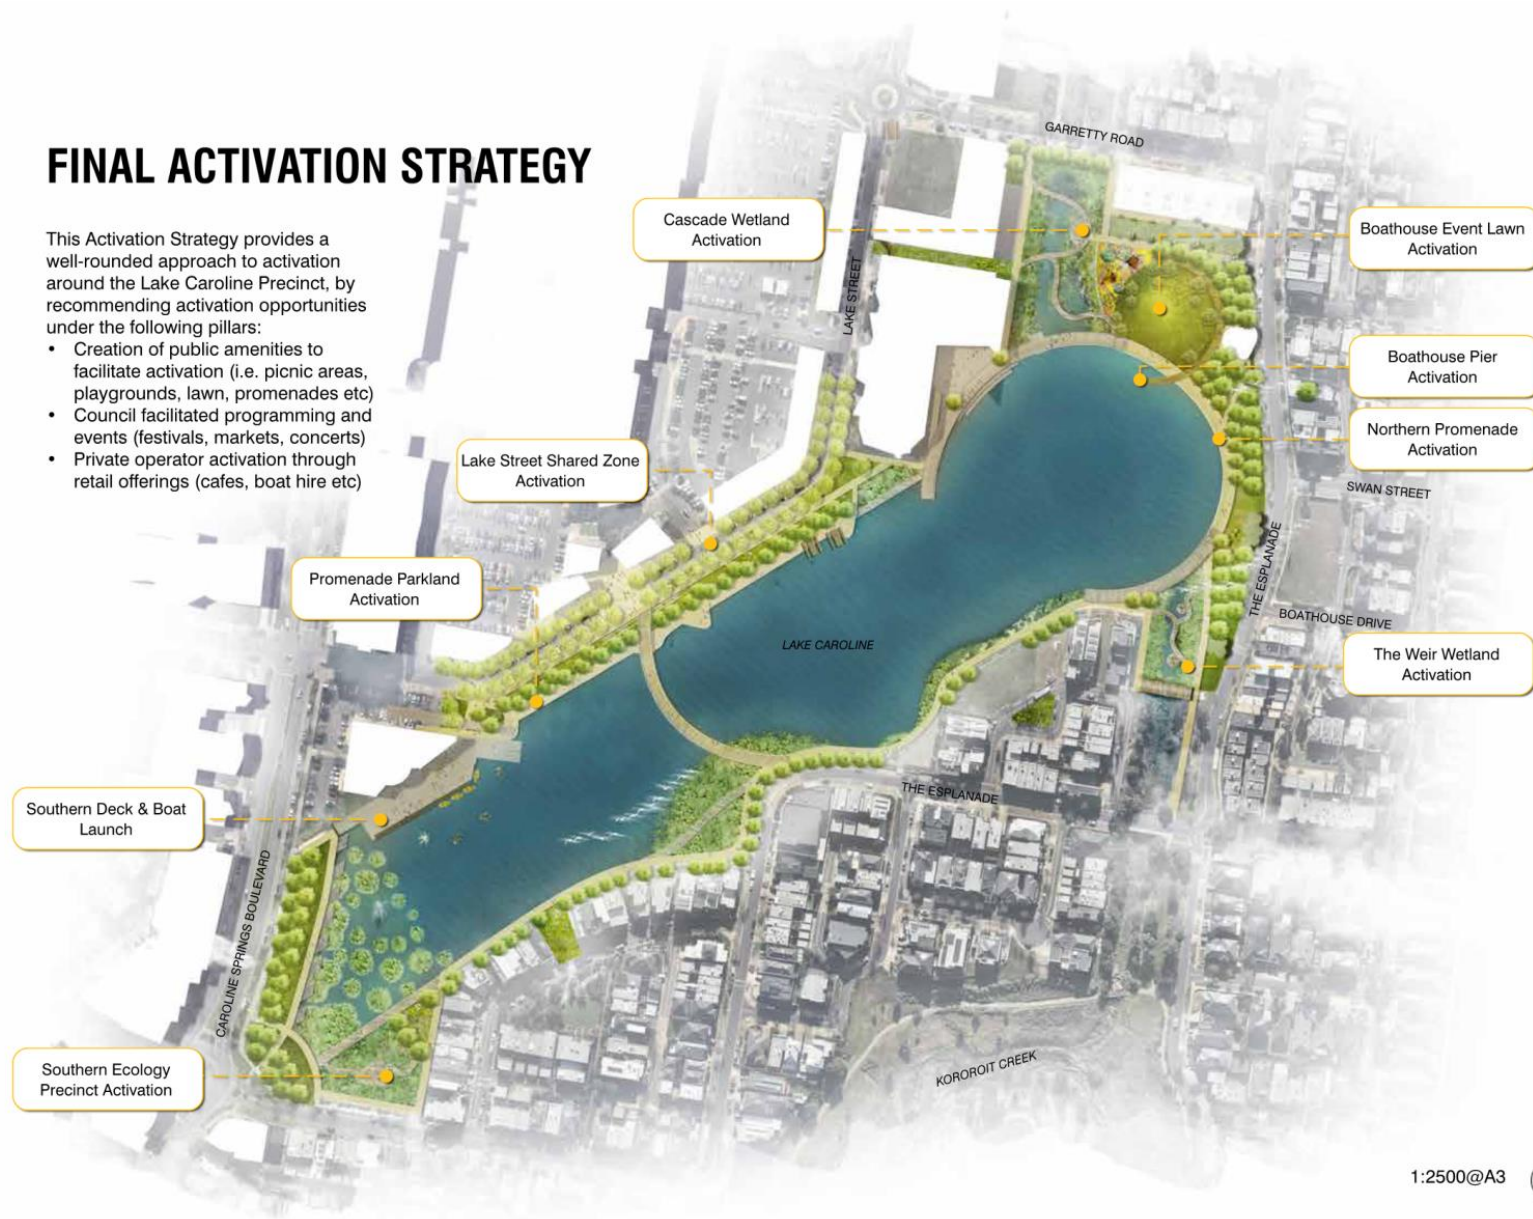 FINAL ACTIVATION STRATEGY
This Activation Strategy provides a
well-rounded approach to activation
around the Lake Caroline Precinct, by
recommending activation opportunities
under the following pillars:
• Creation of public amenities to
facilitate activation (i.e. picnic areas,
playgrounds, lawn, promenades etc)
• Council facilitated programming and
events (festivals, markets, concerts)
• Private operator activation through
retail offerings (cafes, boat hire etc)
GARRETTY ROAD
Cascade Wetland
Activation
Boathouse Event Lawn
Activation
LAKE STREET
Boathouse Pier
Activation
Northern Promenade
Activation
Lake Street Shared Zone
Activation
SWAN STREET
Promenade Parkland
Activation
THE ESPLANADE
BOATHOUSE DRIVE
LAKE CAROLINE
The Weir Wetland
Activation
Southern Deck & Boat
Launch
THE ESPLANADE
CAROLINE SPRINGS BOULEVARD
Southern Ecology
Precinct Activation
KOROROIT CREEK
1:2500@A3